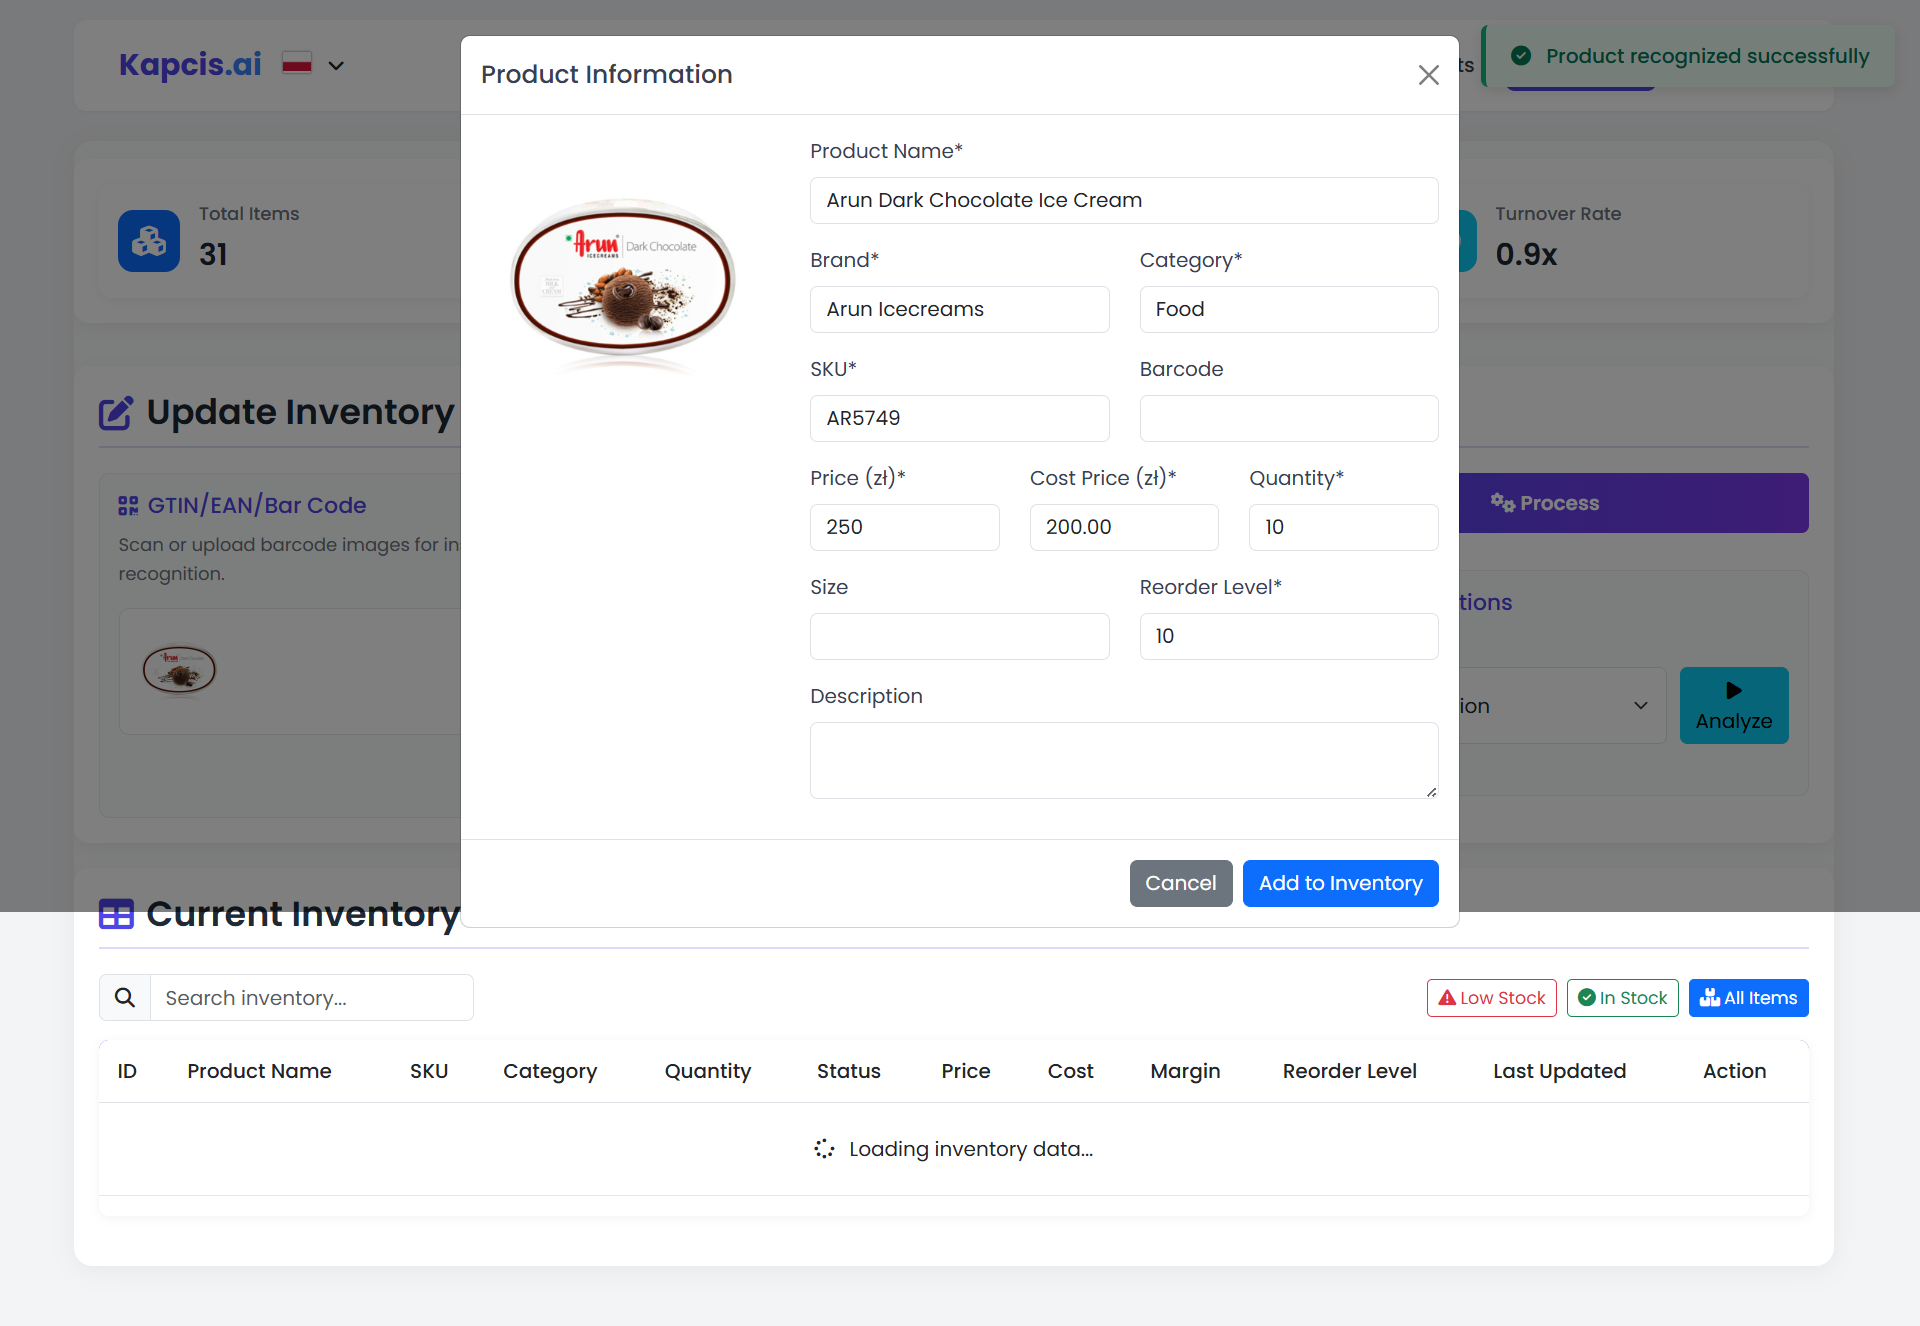 Kapcis.ai
Product Information
ts
Product recognized successfully
Total Items
31
Turnover Rate
0.9x
Arun
ICECREAMS
Dark Chocolate
Product Name*
Arun Dark Chocolate Ice Cream
Brand*
Category*
Arun Icecreams
Food
SKU*
Barcode
AR5749
Price (zł)*
Cost Price (zł)*
Quantity*
250
200.00
10
Size
Reorder Level*
10
Description
Cancel
Add to Inventory
Update Inventory
GTIN/EAN/Bar Code
Scan or upload barcode images for in
recognition.
Process
tions
ion
Analyze
Current Inventory
Search inventory...
Low Stock
In Stock
All Items
ID
Product Name
SKU
Category
Quantity
Status
Price
Cost
Margin
Reorder Level
Last Updated
Action
Loading inventory data...